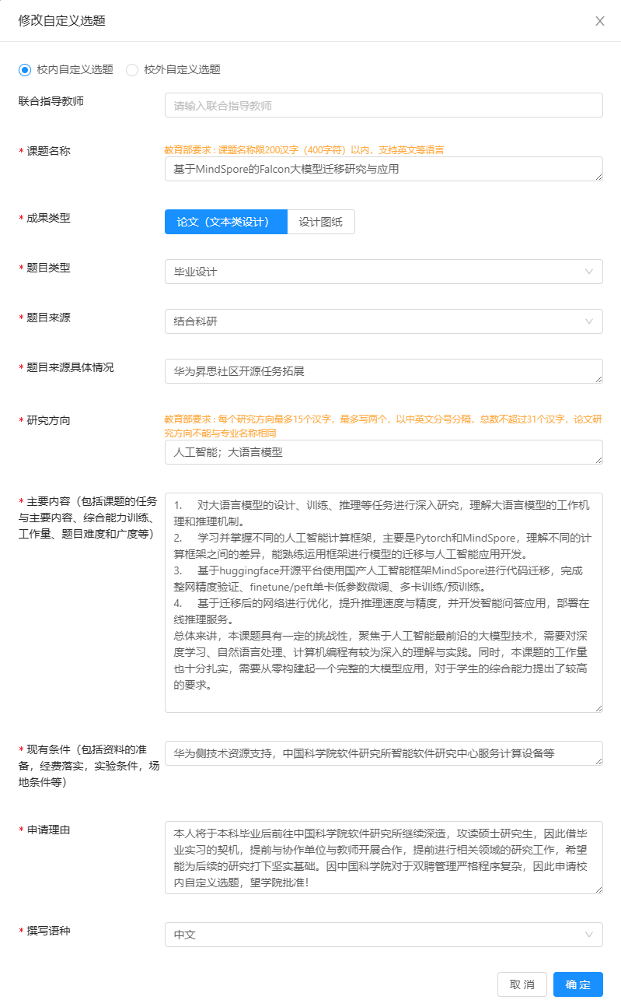 修改自定义选题
校内自定义选题 校外自定义选题
联合指导教师
请输入联合指导教师
* 课题名称
教育部要求：课题名称限200汉字（400字符）以内，支持英文等语言
基于MindSpore的Falcon大模型迁移研究与应用
* 成果类型
论文（文本类设计） 设计图纸
* 题目类型
毕业设计
* 题目来源
结合科研
* 题目来源具体情况
华为昇思社区开源任务拓展
* 研究方向
教育部要求：每个研究方向最多15个汉字，最多写两个，以中英文分号分隔，总数不超过31个汉字，论文研
究方向不能与专业名称相同
人工智能；大语言模型
* 主要内容（包括课题的任务
与主要内容、综合能力训练、
工作量、题目难度和广度等）
1. 对大语言模型的设计、训练、推理等任务进行深入研究，理解大语言模型的工作机
理和推理机制。
2. 学习并掌握不同的人工智能计算框架，主要是Pytorch和MindSpore，理解不同的计
算框架之间的差异，能熟练运用框架进行模型的迁移与人工智能应用开发。
3. 基于huggingface开源平台使用国产人工智能框架MindSpore进行代码迁移，完成
整网精度验证、finetune/peft单卡低参数微调、多卡训练/预训练。
4. 基于迁移后的网络进行优化，提升推理速度与精度，并开发智能问答应用，部署在
线推理服务。
总体来讲，本课题具有一定的挑战性，聚焦于人工智能最前沿的大模型技术，需要对深
度学习、自然语言处理、计算机编程有较为深入的理解与实践。同时，本课题的工作量
也十分扎实，需要从零构建起一个完整的大模型应用，对于学生的综合能力提出了较高
的要求。
* 现有条件（包括资料的准
备，经费落实，实验条件，场
地条件等）
华为侧技术资源支持，中国科学院软件研究所智能软件研究中心服务计算设备等
* 申请理由
本人将于本科毕业后前往中国科学院软件研究所继续深造，攻读硕士研究生，因此借毕
业实习的契机，提前与协作单位与教师开展合作，提前进行相关领域的研究工作，希望
能为后续的研究打下坚实基础。因中国科学院对于双聘管理严格程序复杂，因此申请校
内自定义选题，望学院批准！
* 撰写语种
中文
取 消 确 定